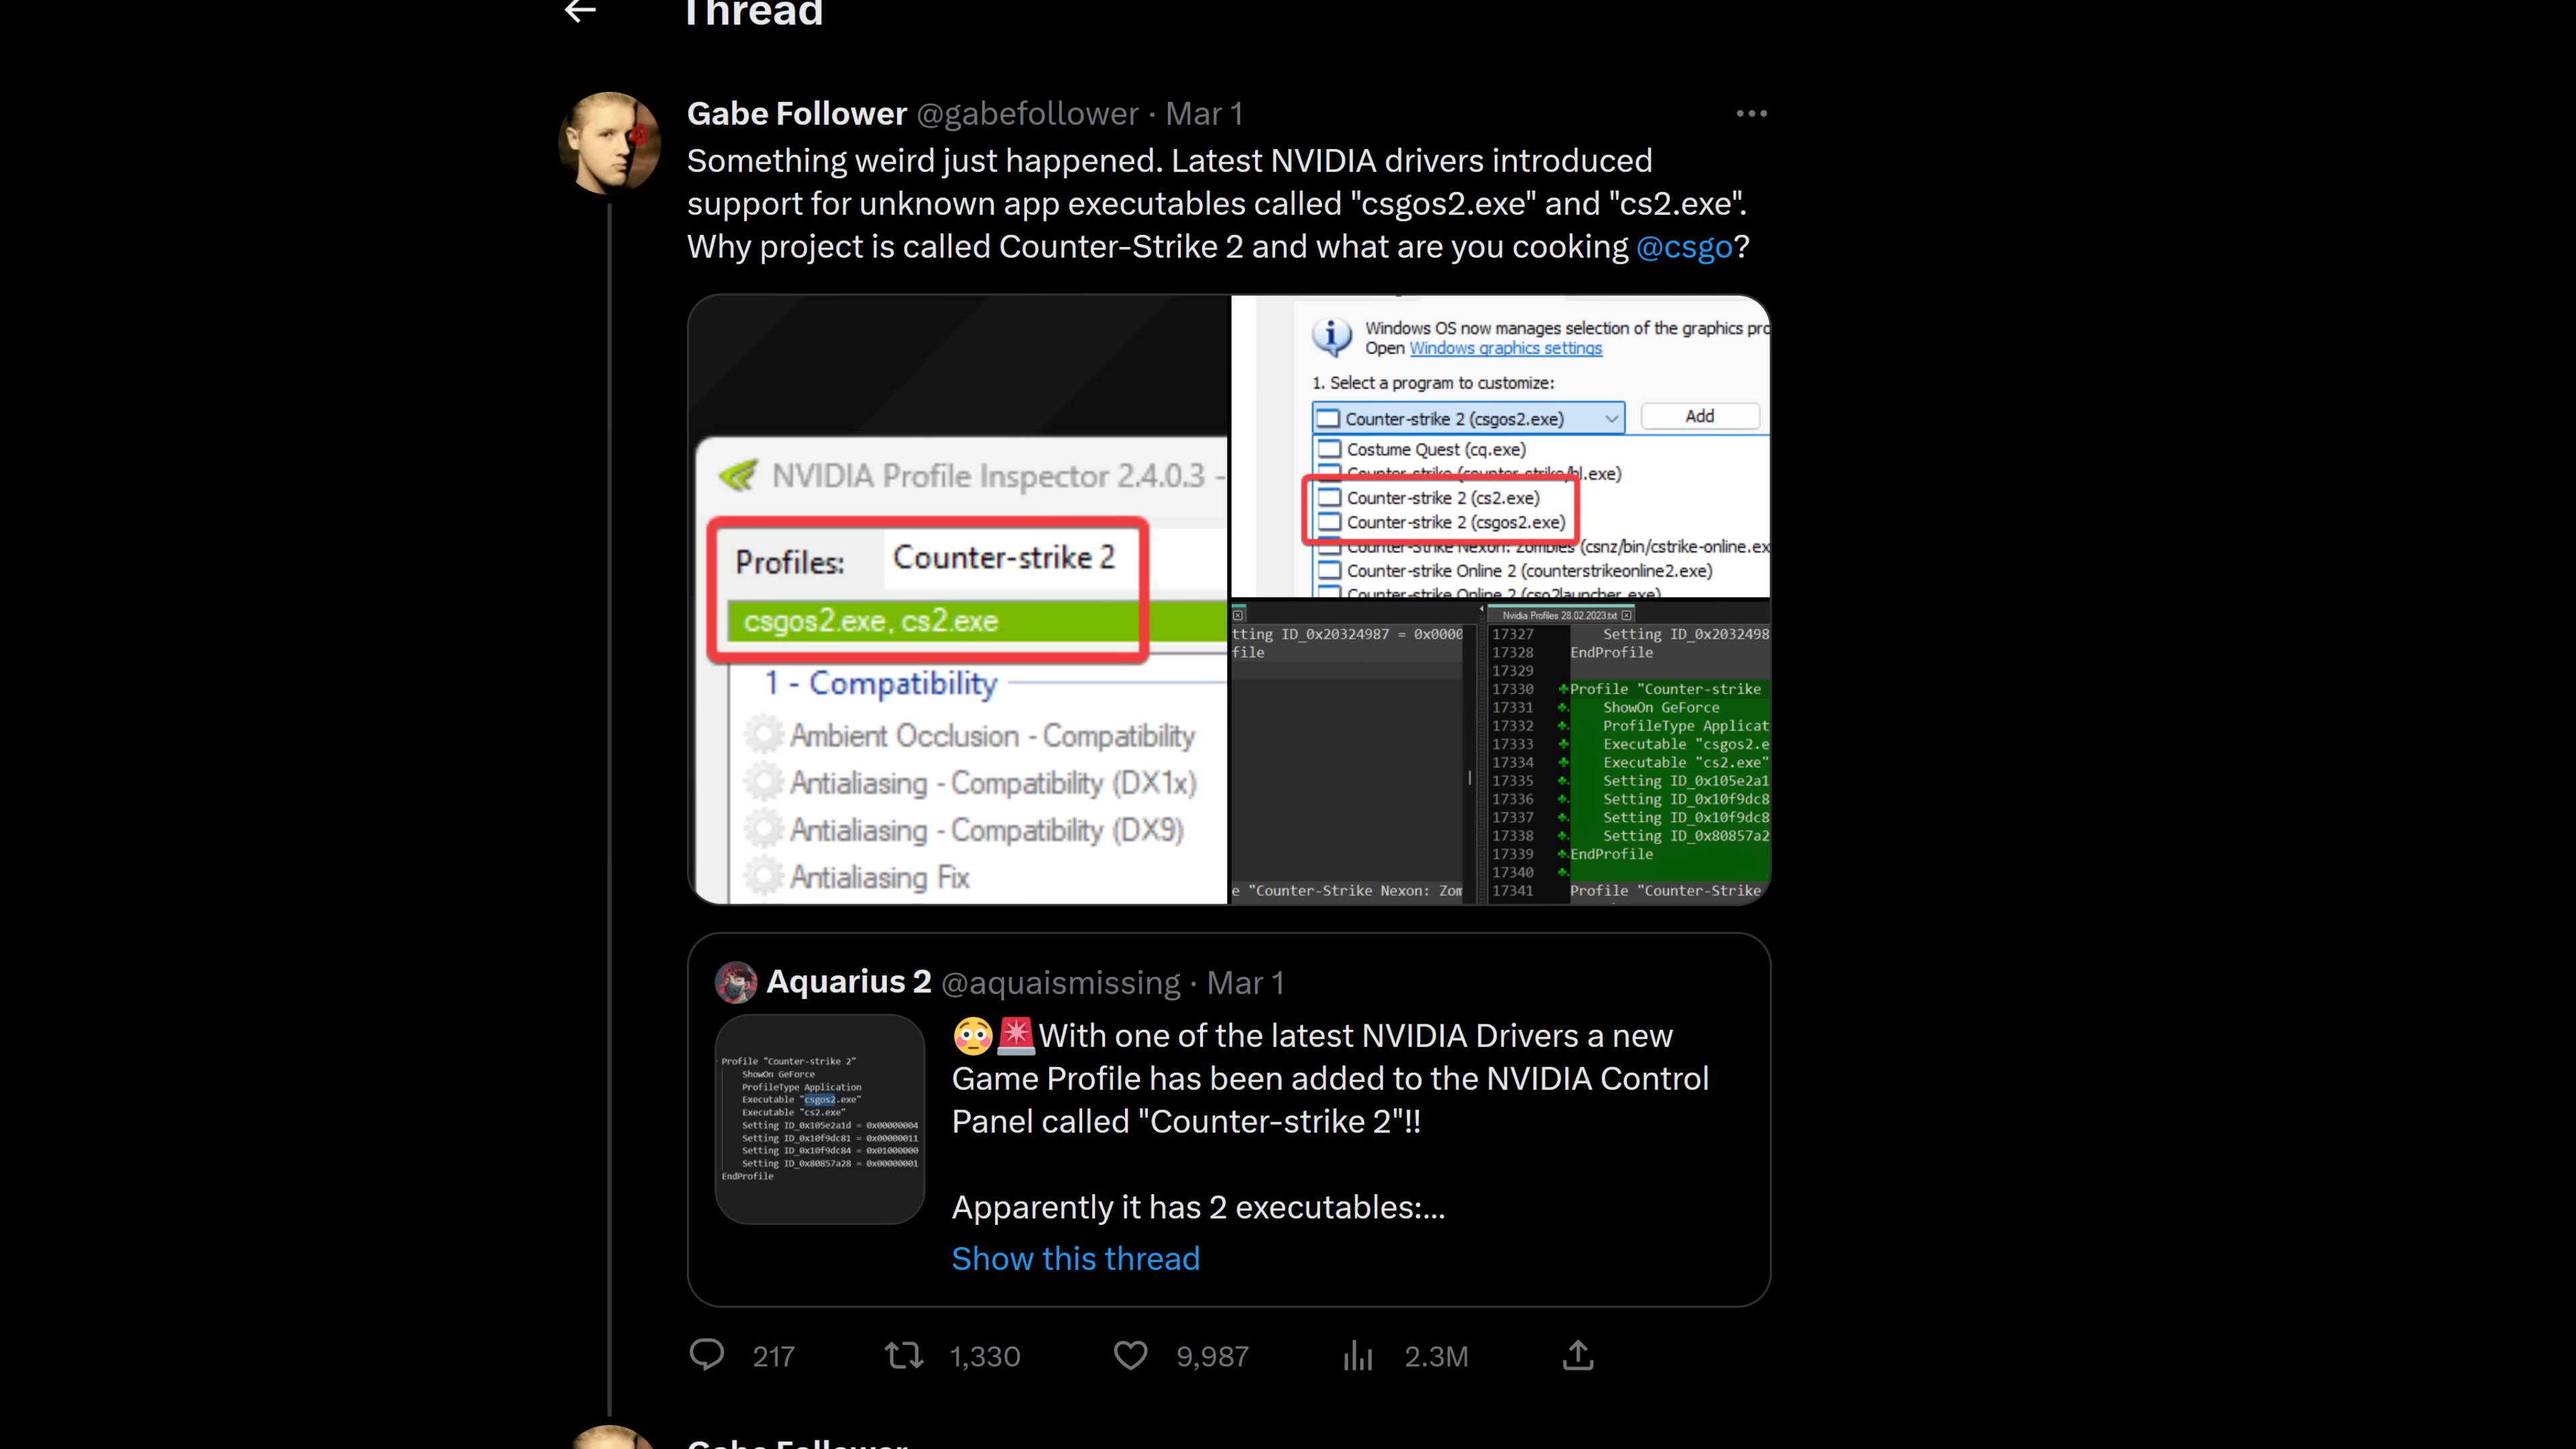 Thread
Gabe Follower @gabefollower · Mar 1
Something weird just happened. Latest NVIDIA drivers introduced
support for unknown app executables called "csgos2.exe" and "cs2.exe".
Why project is called Counter-Strike 2 and what are you cooking @csgo?
NVIDIA Profile Inspector 2.4.0.3 -
Profiles: Counter-strike 2
csgos2.exe, cs2.exe
1 - Compatibility
Ambient Occlusion - Compatibility
Antialiasing - Compatibility (DX1x)
Antialiasing - Compatibility (DX9)
Antialiasing Fix
Windows OS now manages selection of the graphics pro
Open Windows graphics settings
1. Select a program to customize:
Counter-strike 2 (csgos2.exe) Add
Costume Quest (cq.exe)
Counter-strike (counter-strike/hl.exe)
Counter-strike 2 (cs2.exe)
Counter-strike 2 (csgos2.exe)
Counter-Strike Nexon: Zombies (csnz/bin/cstrike-online.ex
Counter-strike Online 2 (counterstrikeonline2.exe)
Counter-strike Online 2 (cso2launcher.exe)
tting ID_0x20324987 = 0x0000
file
e "Counter-Strike Nexon: Zom
Nvidia Profiles 28.02.2023.txt
17327 Setting ID_0x2032498
17328 EndProfile
17329
17330 Profile "Counter-strike
17331 ShowOn GeForce
17332 ProfileType Applicat
17333 Executable "csgos2.e
17334 Executable "cs2.exe"
17335 Setting ID_0x105e2a1
17336 Setting ID_0x10f9dc8
17337 Setting ID_0x10f9dc8
17338 Setting ID_0x80857a2
17339 EndProfile
17340
17341 Profile "Counter-Strike
Aquarius 2 @aquaismissing · Mar 1
Profile "Counter-strike 2"
ShowOn GeForce
ProfileType Application
Executable "csgos2.exe"
Executable "cs2.exe"
Setting ID_0x105e2a1d = 0x00000004
Setting ID_0x10f9dc81 = 0x00000011
Setting ID_0x10f9dc84 = 0x01000000
Setting ID_0x80857a28 = 0x00000001
EndProfile
😳🚨With one of the latest NVIDIA Drivers a new
Game Profile has been added to the NVIDIA Control
Panel called "Counter-strike 2"!!
Apparently it has 2 executables:...
Show this thread
217 1,330 9,987 2.3M
Gabe Follower